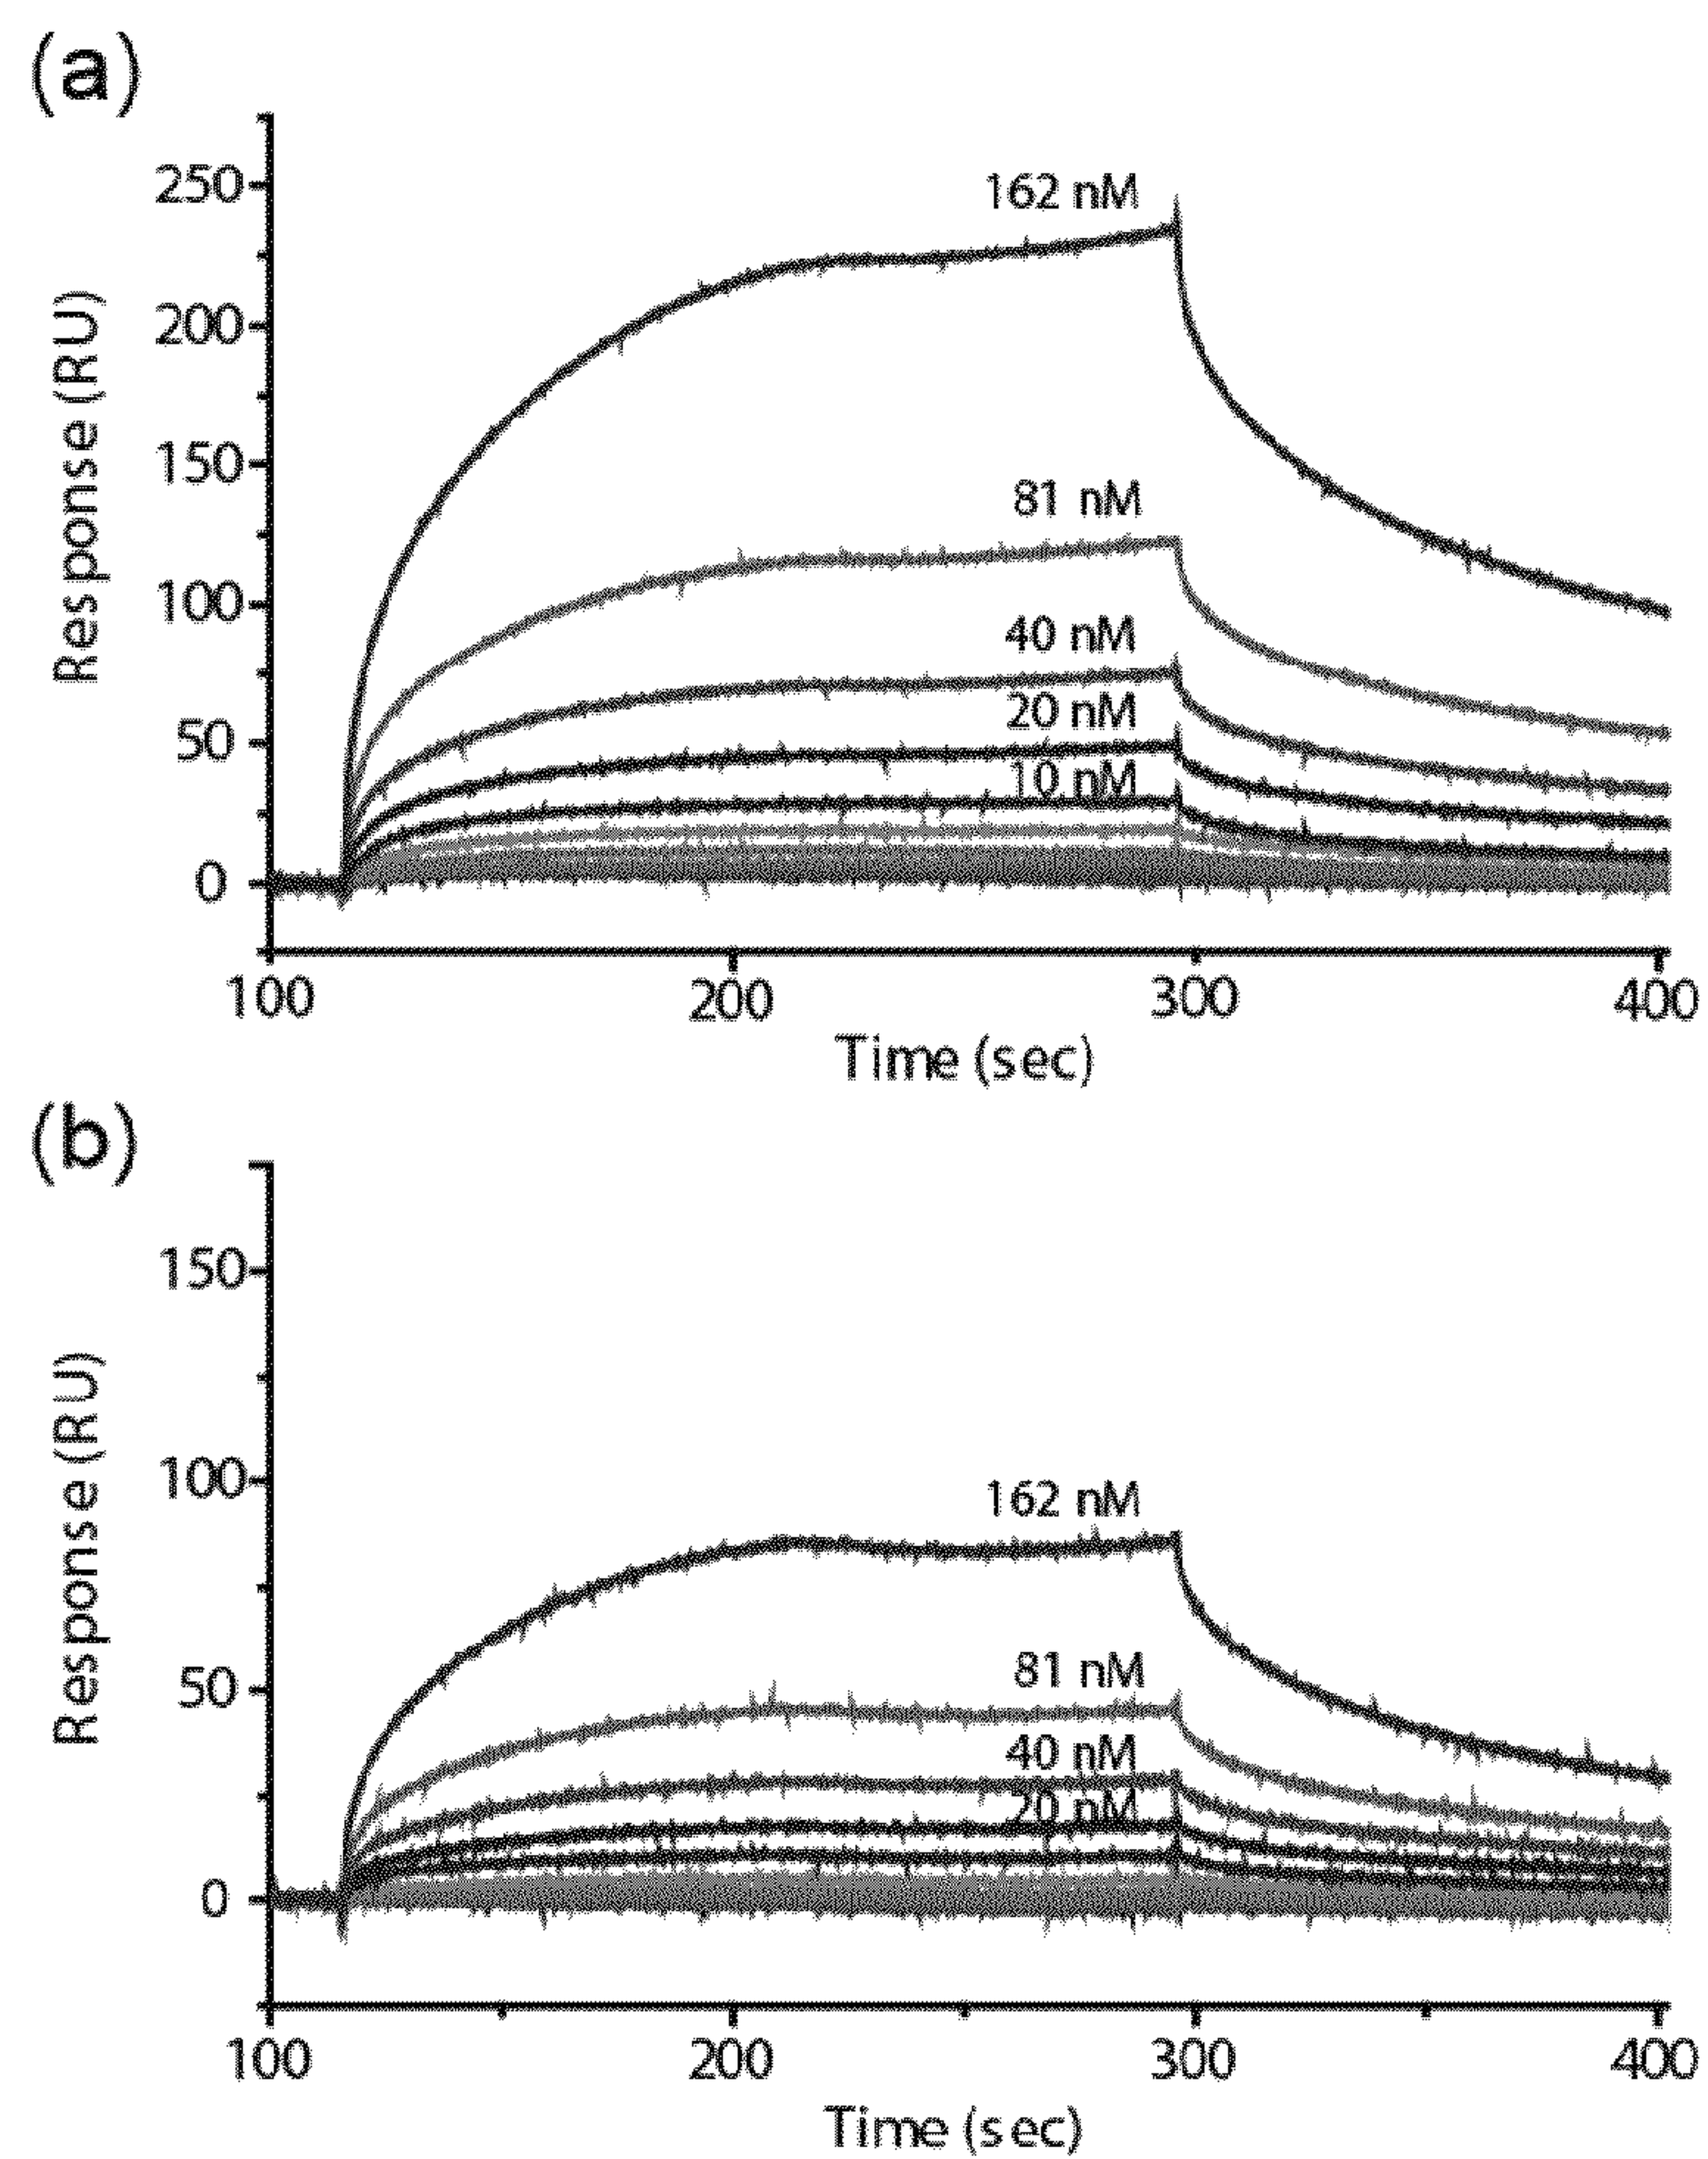 (a)
250
200
150
100
50
0
Response (RU)
162 nM
81 nM
40 nM
20 nM
10 nM
100 200 300 400
Time (sec)
(b)
150
100
50
0
Response (RU)
162 nM
81 nM
40 nM
20 nM
100 200 300 400
Time (sec)